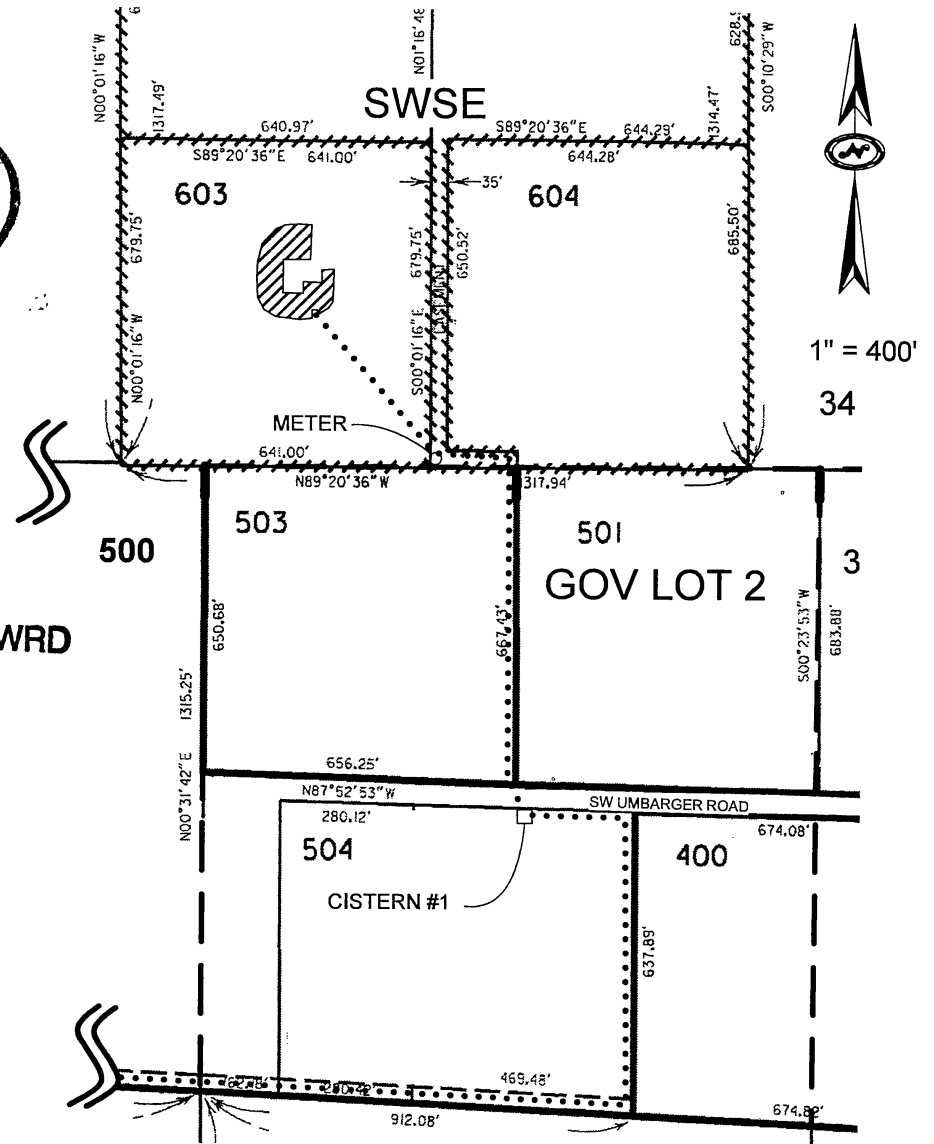 N00°01'16"W
1317.49'
N01°16'48
628.9
S00°10'29"W
1314.47'
SWSE
640.97'
S89°20'36"E
644.29'
S89°20'36"E
641.00'
644.28'
603
35'
604
679.75'
679.75'
650.52'
685.50'
EASEMENT
N00°01'16"W
S00°01'16"E
1" = 400'
34
METER
641.00'
N89°20'36"W
1317.94'
503
501
500
GOV LOT 2
3
WRD
650.68'
667.43'
S00°23'53"W
683.88'
1315.25'
N00°31'42"E
656.25'
N87°52'53"W
SW UMBARGER ROAD
280.12'
674.08'
504
400
CISTERN #1
637.89'
469.48'
912.08'
674.82'